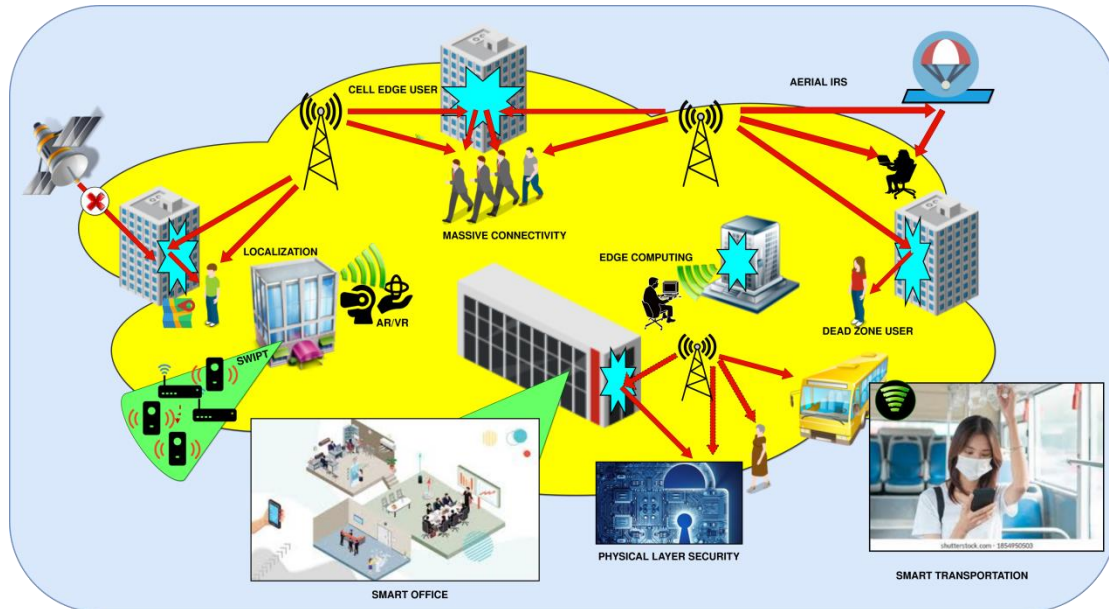 CELL EDGE USER
AERIAL IRS
MASSIVE CONNECTIVITY
LOCALIZATION
EDGE COMPUTING
AR/VR
DEAD ZONE USER
SWIPT
shutterstock.com · 1854950503
PHYSICAL LAYER SECURITY
SMART TRANSPORTATION
SMART OFFICE